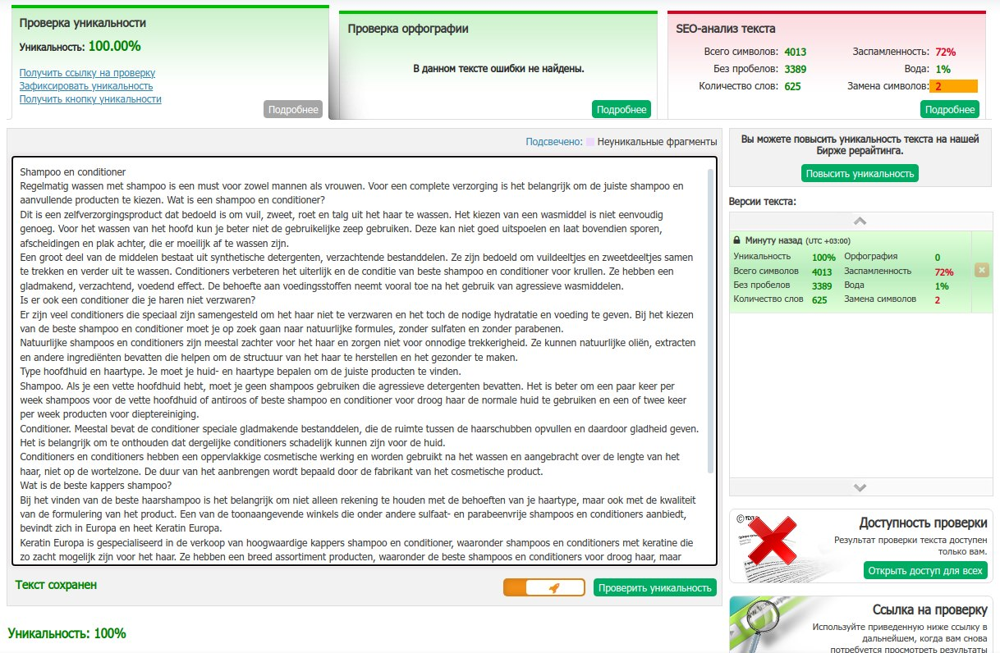 Проверка уникальности
Уникальность: 100.00%
Получить ссылку на проверку
Зафиксировать уникальность
Получить кнопку уникальности
Подробнее
Проверка орфографии
В данном тексте ошибки не найдены.
Подробнее
SEO-анализ текста
Всего символов: 4013 Заспамленность: 72%
Без пробелов: 3389 Вода: 1%
Количество слов: 625 Замена символов: 2
Подробнее
Подсвечено: Неуникальные фрагменты
Shampoo en conditioner
Regelmatig wassen met shampoo is een must voor zowel mannen als vrouwen. Voor een complete verzorging is het belangrijk om de juiste shampoo en
aanvullende producten te kiezen. Wat is een shampoo en conditioner?
Dit is een zelfverzorgingsproduct dat bedoeld is om vuil, zweet, roet en talg uit het haar te wassen. Het kiezen van een wasmiddel is niet eenvoudig
genoeg. Voor het wassen van het hoofd kun je beter niet de gebruikelijke zeep gebruiken. Deze kan niet goed uitspoelen en laat bovendien sporen,
afscheidingen en plak achter, die er moeilijk af te wassen zijn.
Een groot deel van de middelen bestaat uit synthetische detergenten, verzachtende bestanddelen. Ze zijn bedoeld om vuildeeltjes en zweetdeeltjes samen
te trekken en verder uit te wassen. Conditioners verbeteren het uiterlijk en de conditie van beste shampoo en conditioner voor krullen. Ze hebben een
gladmakend, verzachtend, voedend effect. De behoefte aan voedingsstoffen neemt vooral toe na het gebruik van agressieve wasmiddelen.
Is er ook een conditioner die je haren niet verzwaren?
Er zijn veel conditioners die speciaal zijn samengesteld om het haar niet te verzwaren en het toch de nodige hydratatie en voeding te geven. Bij het kiezen
van de beste shampoo en conditioner moet je op zoek gaan naar natuurlijke formules, zonder sulfaten en zonder parabenen.
Natuurlijke shampoos en conditioners zijn meestal zachter voor het haar en zorgen niet voor onnodige trekkerigheid. Ze kunnen natuurlijke oliën, extracten
en andere ingrediënten bevatten die helpen om de structuur van het haar te herstellen en het gezonder te maken.
Type hoofdhuid en haartype. Je moet je huid- en haartype bepalen om de juiste producten te vinden.
Shampoo. Als je een vette hoofdhuid hebt, moet je geen shampoos gebruiken die agressieve detergenten bevatten. Het is beter om een paar keer per
week shampoos voor de vette hoofdhuid of antiroos of beste shampoo en conditioner voor droog haar de normale huid te gebruiken en een of twee keer
per week producten voor dieptereiniging.
Conditioner. Meestal bevat de conditioner speciale gladmakende bestanddelen, die de ruimte tussen de haarschubben opvullen en daardoor gladheid geven.
Het is belangrijk om te onthouden dat dergelijke conditioners schadelijk kunnen zijn voor de huid.
Conditioners en conditioners hebben een oppervlakkige cosmetische werking en worden gebruikt na het wassen en aangebracht over de lengte van het
haar, niet op de wortelzone. De duur van het aanbrengen wordt bepaald door de fabrikant van het cosmetische product.
Wat is de beste kappers shampoo?
Bij het vinden van de beste haarshampoo is het belangrijk om niet alleen rekening te houden met de behoeften van je haartype, maar ook met de kwaliteit
van de formulering van het product. Een van de toonaangevende winkels die onder andere sulfaat- en parabeenvrije shampoos en conditioners aanbiedt,
bevindt zich in Europa en heet Keratin Europa.
Keratin Europa is gespecialiseerd in de verkoop van hoogwaardige kappers shampoo en conditioner, waaronder shampoos en conditioners met keratine die
zo zacht mogelijk zijn voor het haar. Ze hebben een breed assortiment producten, waaronder de beste shampoo en conditioners voor droog haar, maar
Текст сохранен
Проверить уникальность
Уникальность: 100%
Вы можете повысить уникальность текста на нашей
Бирже рерайтинга.
Повысить уникальность
Версии текста:
Минуту назад (UTC +03:00)
Уникальность 100% Орфография 0
Всего символов 4013 Заспамленность 72%
Без пробелов 3389 Вода 1%
Количество слов 625 Замена символов 2
Доступность проверки
Результат проверки текста доступен
только вам.
Открыть доступ для всех
Ссылка на проверку
Используйте приведенную ниже ссылку в
дальнейшем, когда вам снова
потребуется просмотреть результаты